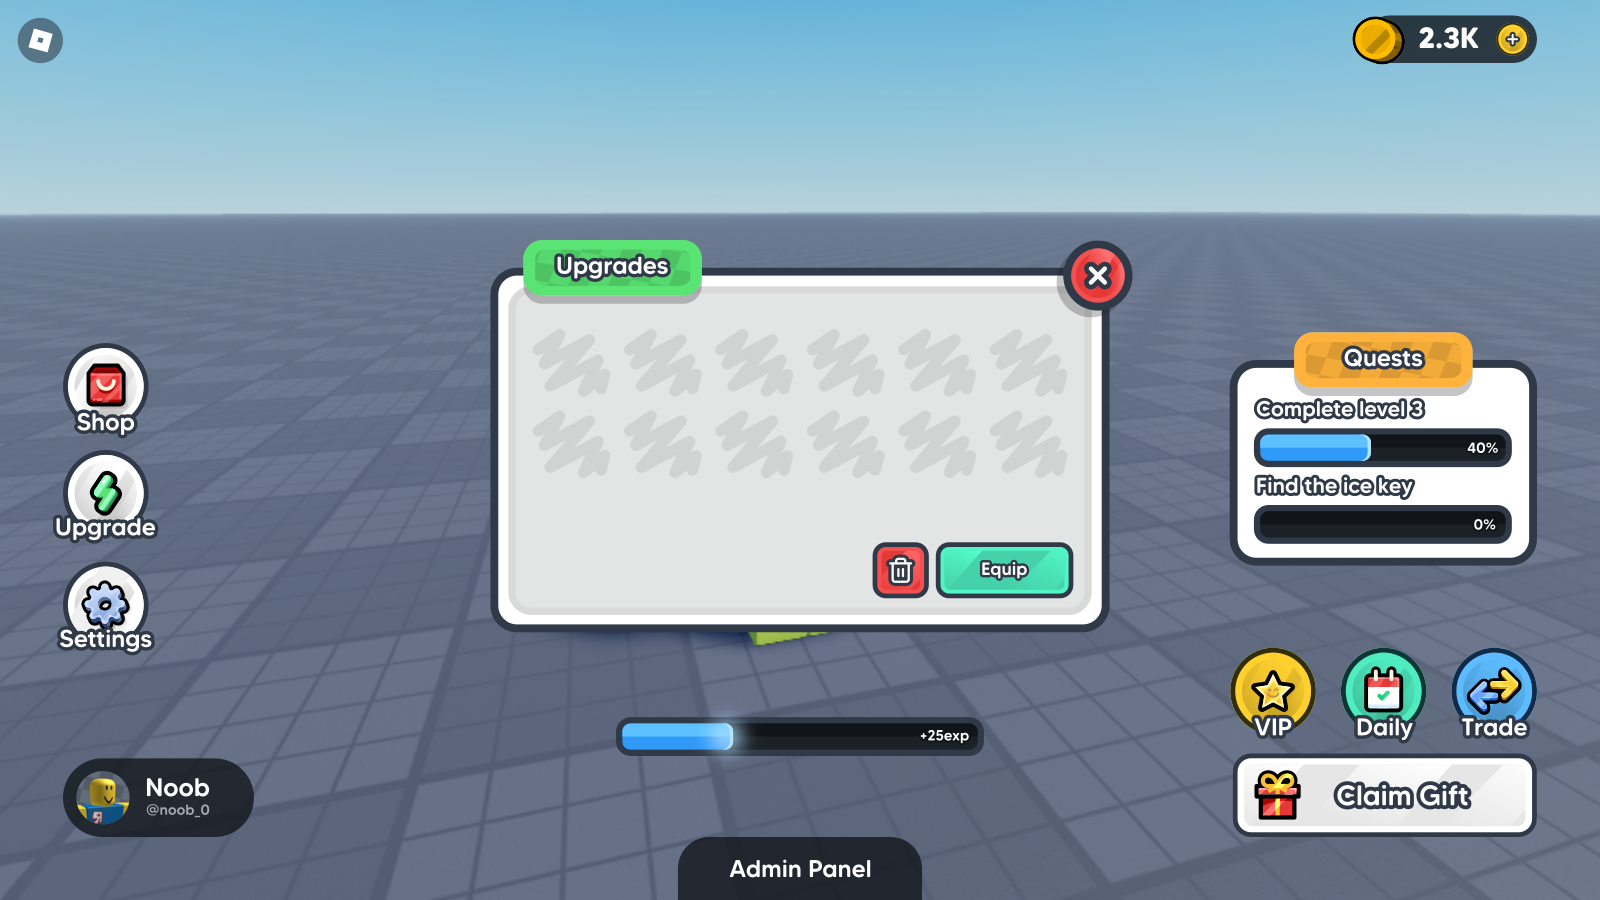 2.3K
Upgrades
Shop
Upgrade
Settings
Quests
Complete level 3
40%
Find the ice key
0%
Equip
VIP
Daily
Trade
+25exp
Noob
@noob_0
Claim Gift
Admin Panel